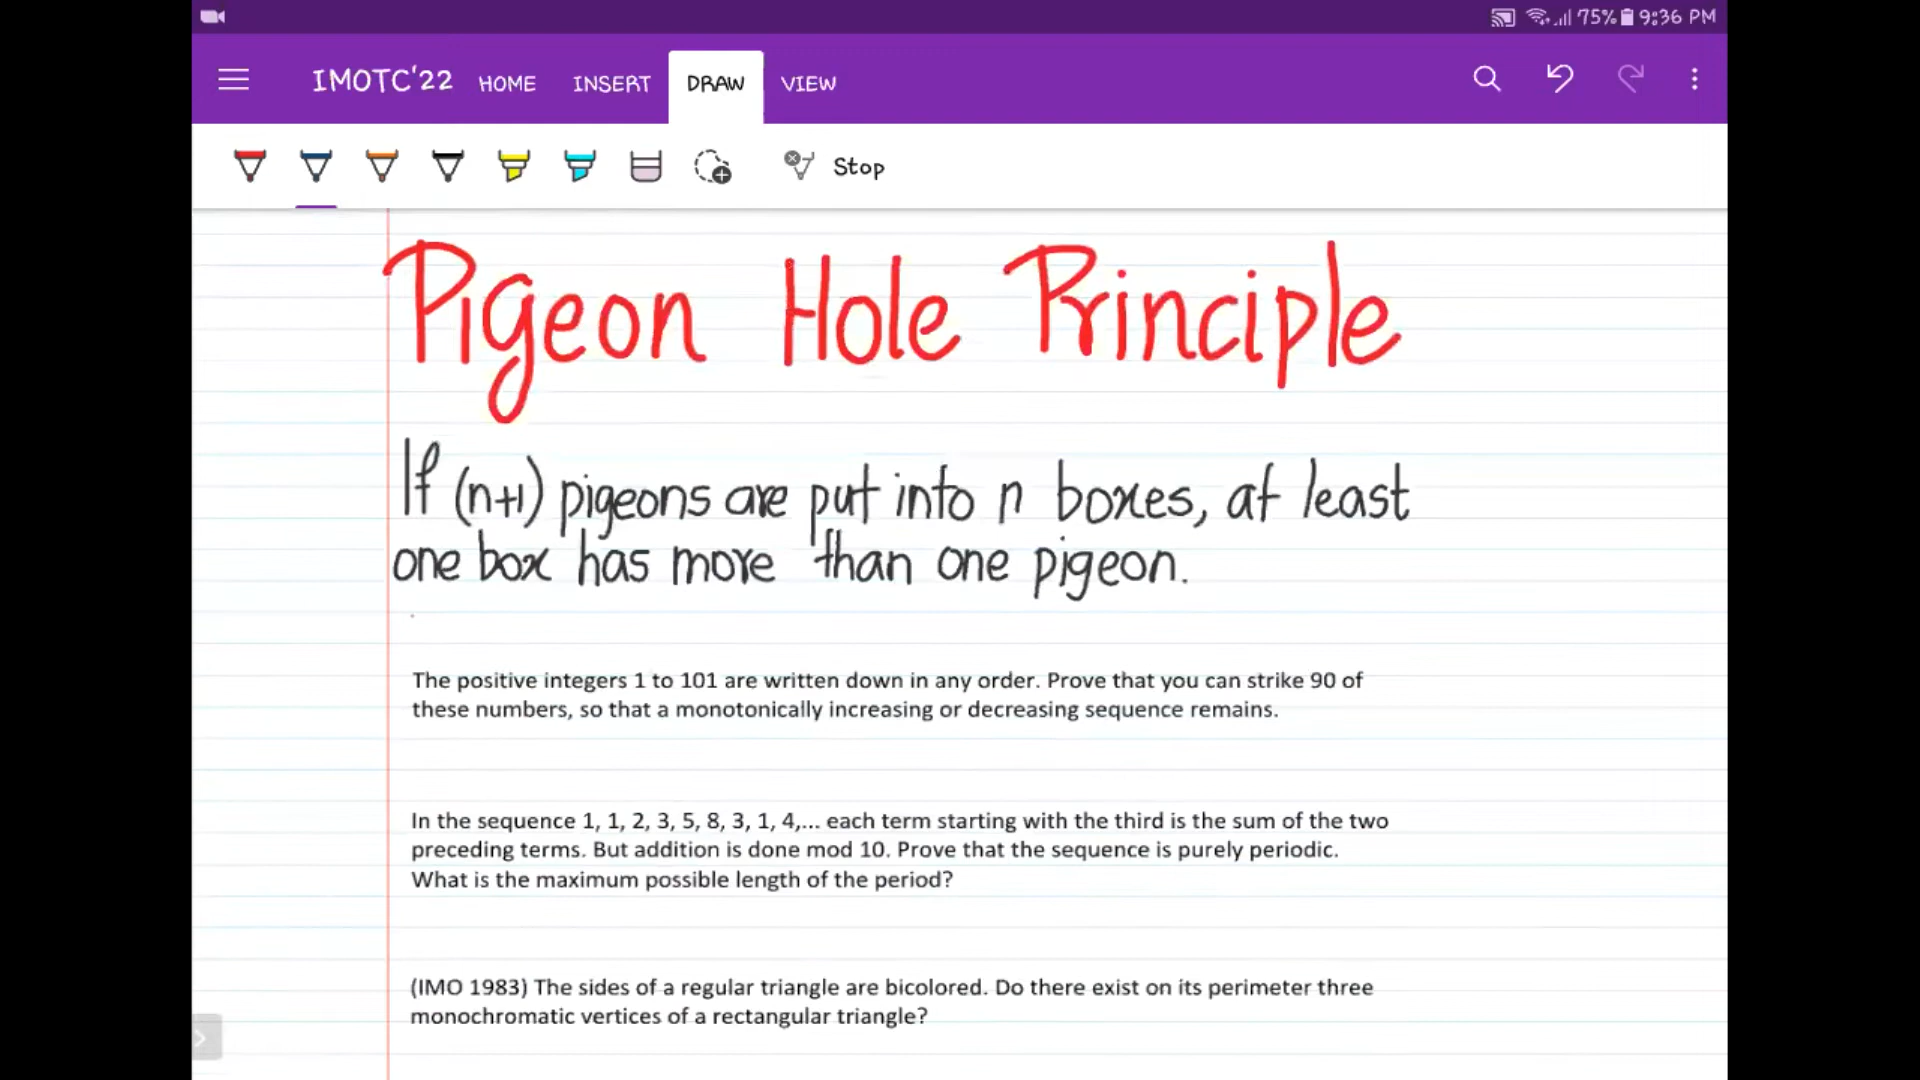 75% 9:36 PM
IMOTC'22 HOME INSERT DRAW VIEW
Stop
Pigeon Hole Principle
If (n+1) pigeons are put into n boxes, at least
one box has more than one pigeon.
The positive integers 1 to 101 are written down in any order. Prove that you can strike 90 of
these numbers, so that a monotonically increasing or decreasing sequence remains.
In the sequence 1, 1, 2, 3, 5, 8, 3, 1, 4,... each term starting with the third is the sum of the two
preceding terms. But addition is done mod 10. Prove that the sequence is purely periodic.
What is the maximum possible length of the period?
(IMO 1983) The sides of a regular triangle are bicolored. Do there exist on its perimeter three
monochromatic vertices of a rectangular triangle?